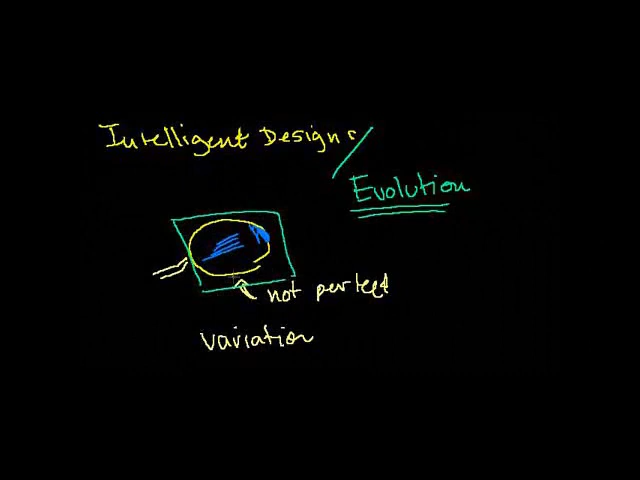 Intelligent Design /
Evolution
not perfect
variation